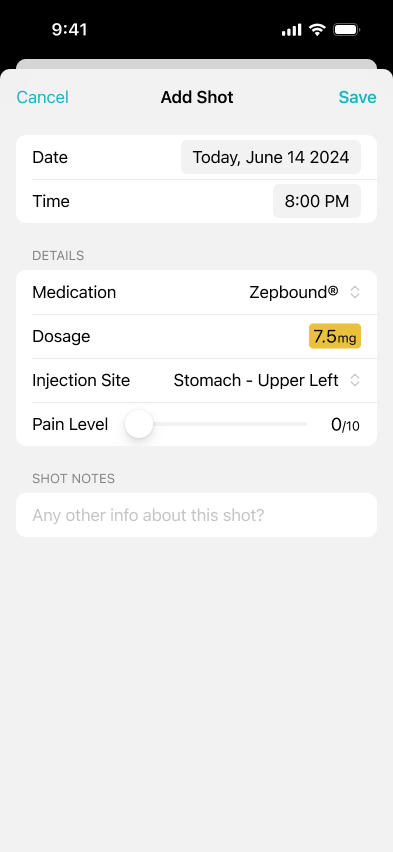 9:41
Cancel Add Shot Save
Date Today, June 14 2024
Time 8:00 PM
DETAILS
Medication Zepbound®
Dosage 7.5mg
Injection Site Stomach - Upper Left
Pain Level 0/10
SHOT NOTES
Any other info about this shot?